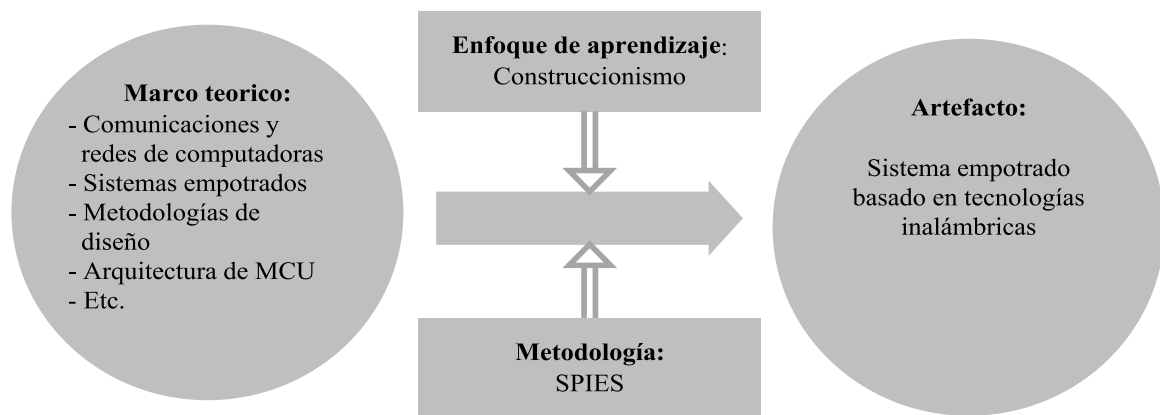 Marco teorico:
- Comunicaciones y
redes de computadoras
- Sistemas empotrados
- Metodologías de
diseño
- Arquitectura de MCU
- Etc.
Enfoque de aprendizaje:
Construccionismo
Metodología:
SPIES
Artefacto:
Sistema empotrado
basado en tecnologías
inalámbricas